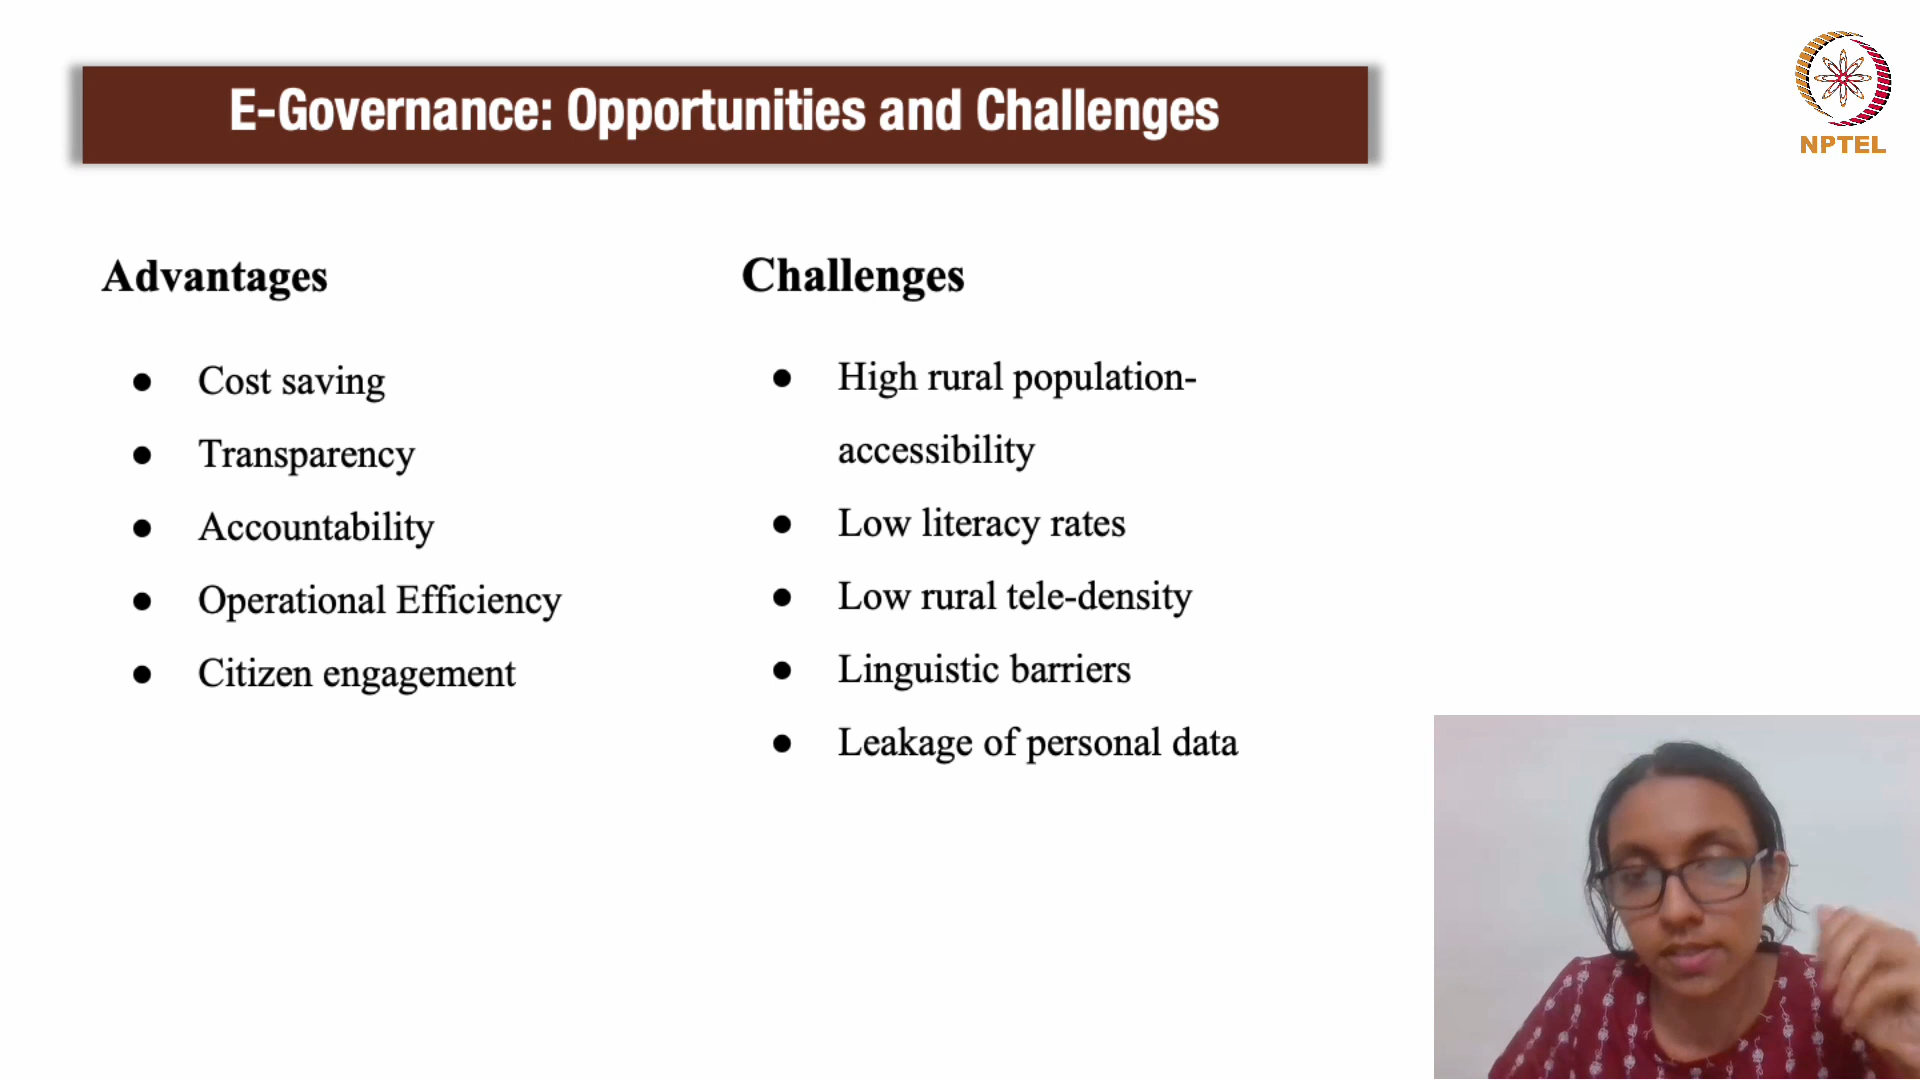 E-Governance: Opportunities and Challenges
NPTEL
Advantages
● Cost saving
● Transparency
● Accountability
● Operational Efficiency
● Citizen engagement
Challenges
● High rural population-
accessibility
● Low literacy rates
● Low rural tele-density
● Linguistic barriers
● Leakage of personal data